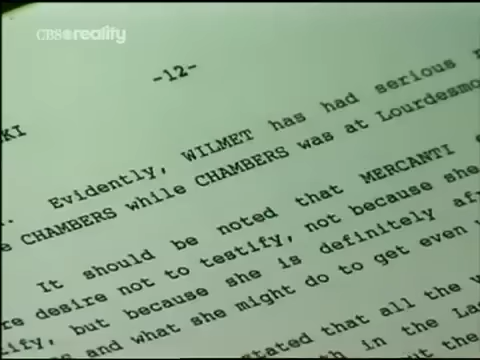 CBS reality
-12-
KI
Evidently, WILMET has had serious
CHAMBERS while CHAMBERS was at Lourdesmo
It should be noted that MERCANTI
re desire not to testify, not because she
ify, but because she is definitely af
and what she might do to get even
stated that all the
in the La
the